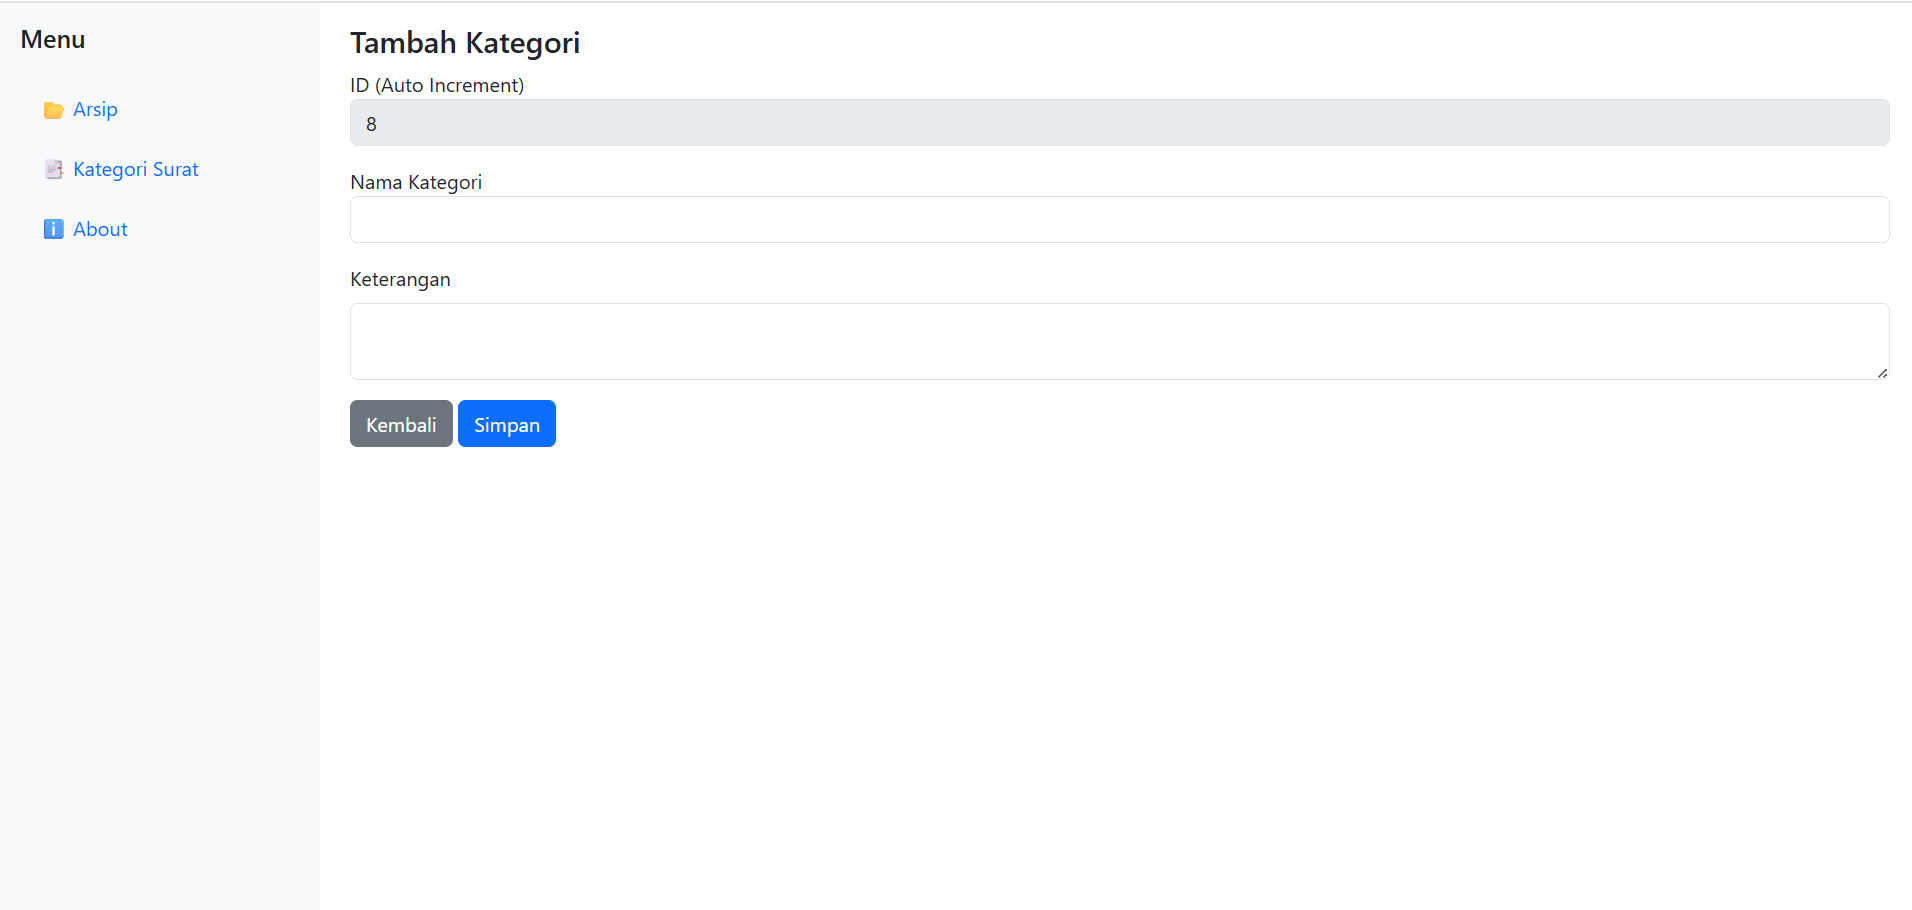 Menu
Arsip
Kategori Surat
About
Tambah Kategori
ID (Auto Increment)
8
Nama Kategori
Keterangan
Kembali
Simpan